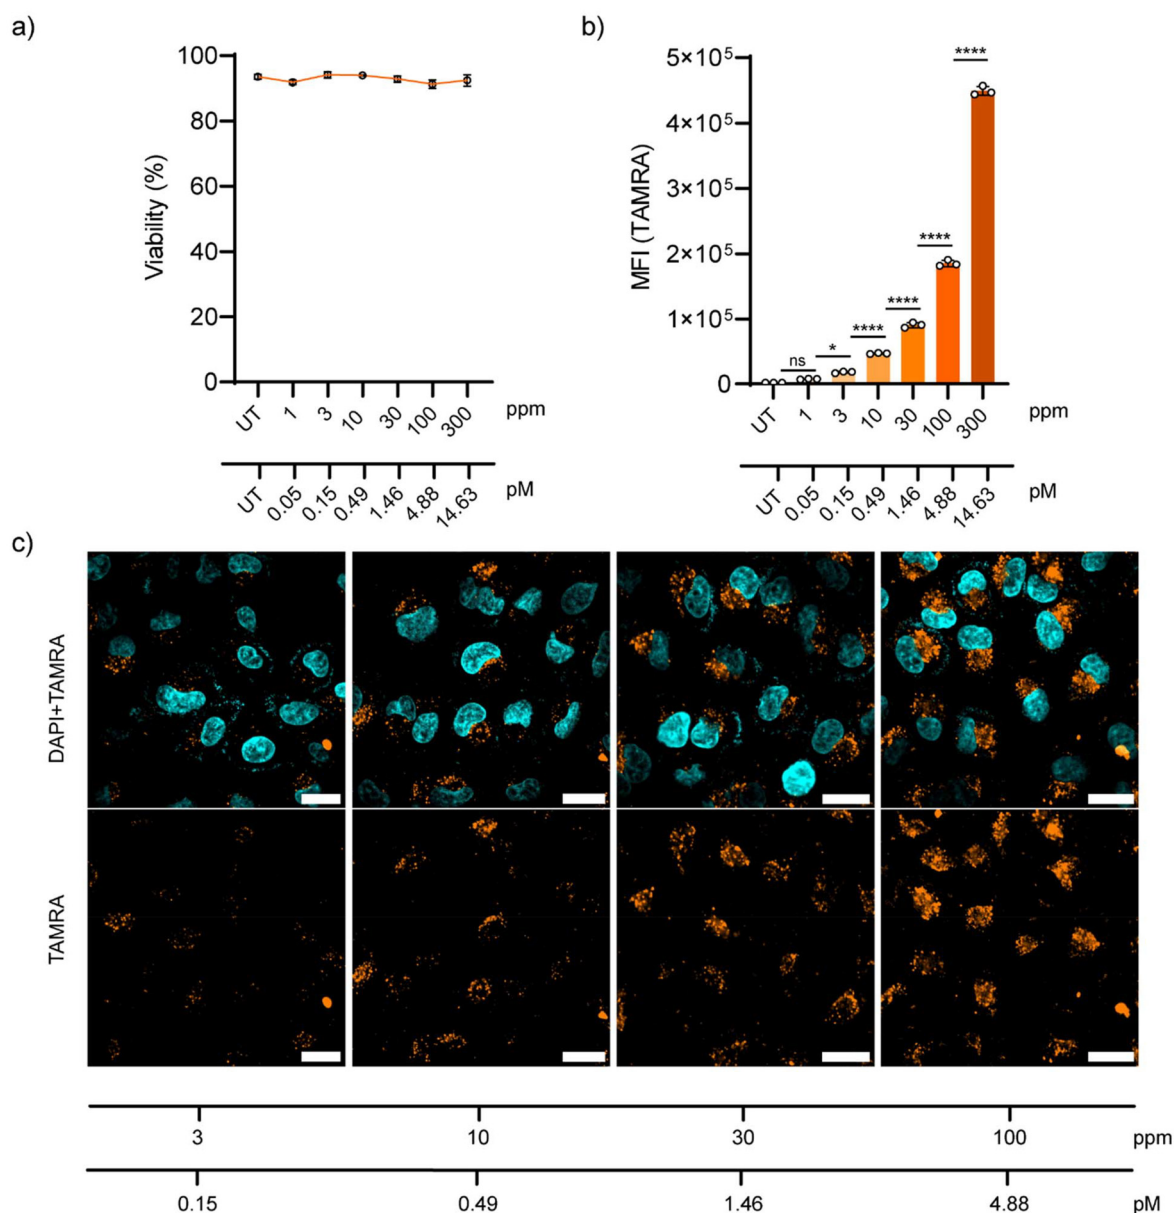 a)
Viability (%)
100
80
60
40
20
0
UT 1 3 10 30 100 300 ppm
UT 0.05 0.15 0.49 1.46 4.88 14.63 pM
b)
MFI (TAMRA)
5×10⁵
4×10⁵
3×10⁵
2×10⁵
1×10⁵
0
ns * **** **** **** ****
UT 1 3 10 30 100 300 ppm
UT 0.05 0.15 0.49 1.46 4.88 14.63 pM
c)
DAPI+TAMRA
TAMRA
3 10 30 100 ppm
0.15 0.49 1.46 4.88 pM